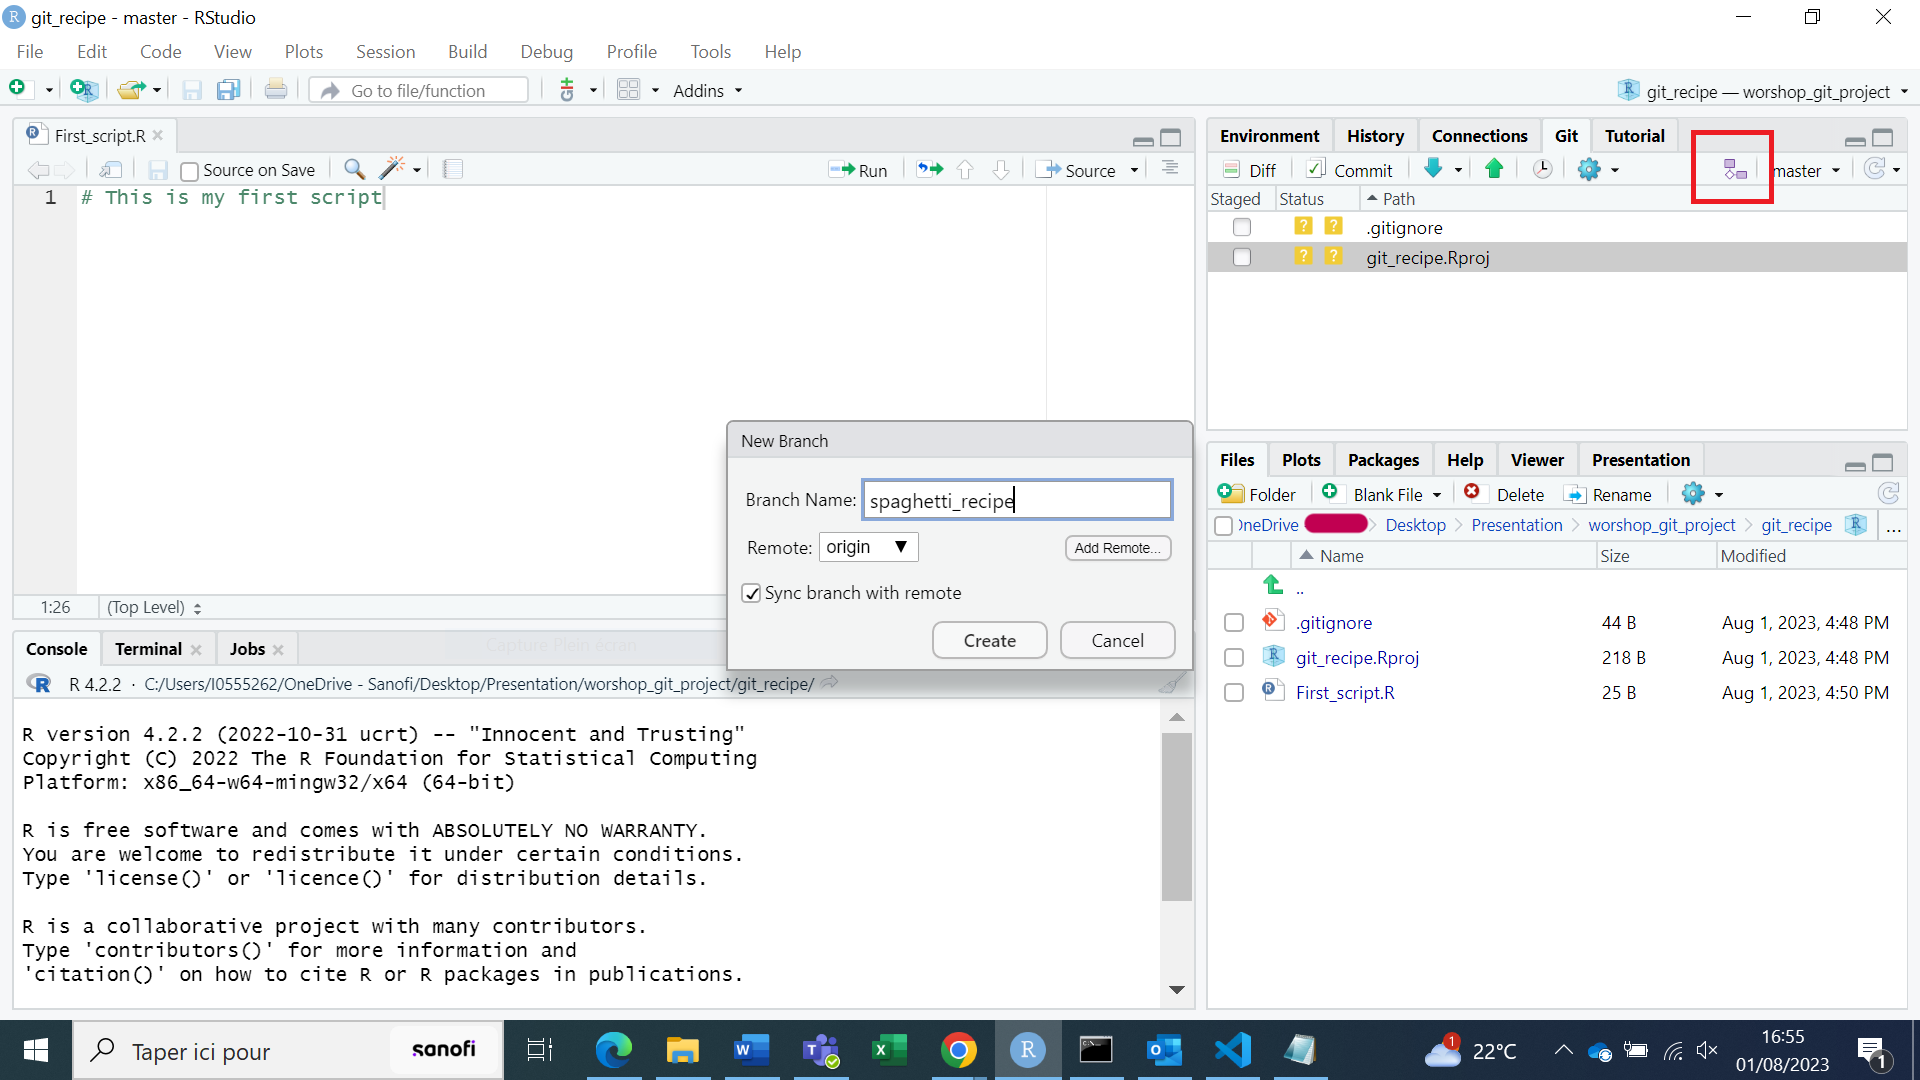 git_recipe - master - RStudio
File Edit Code View Plots Session Build Debug Profile Tools Help
Go to file/function Addins git_recipe — worshop_git_project
First_script.R
Source on Save Run Source
1 # This is my first script
1:26 (Top Level)
Environment History Connections Git Tutorial
Diff Commit master
Staged Status Path
.gitignore
git_recipe.Rproj
New Branch
Branch Name: spaghetti_recipe
Remote: origin Add Remote...
Sync branch with remote
Create Cancel
Capture Plein écran
Console Terminal Jobs
R 4.2.2 · C:/Users/I0555262/OneDrive - Sanofi/Desktop/Presentation/worshop_git_project/git_recipe/
R version 4.2.2 (2022-10-31 ucrt) -- "Innocent and Trusting"
Copyright (C) 2022 The R Foundation for Statistical Computing
Platform: x86_64-w64-mingw32/x64 (64-bit)
R is free software and comes with ABSOLUTELY NO WARRANTY.
You are welcome to redistribute it under certain conditions.
Type 'license()' or 'licence()' for distribution details.
R is a collaborative project with many contributors.
Type 'contributors()' for more information and
'citation()' on how to cite R or R packages in publications.
Files Plots Packages Help Viewer Presentation
Folder Blank File Delete Rename
OneDrive Desktop Presentation worshop_git_project git_recipe ...
Name Size Modified
..
.gitignore 44 B Aug 1, 2023, 4:48 PM
git_recipe.Rproj 218 B Aug 1, 2023, 4:48 PM
First_script.R 25 B Aug 1, 2023, 4:50 PM
Taper ici pour sanofi
1 22°C
16:55
01/08/2023
1